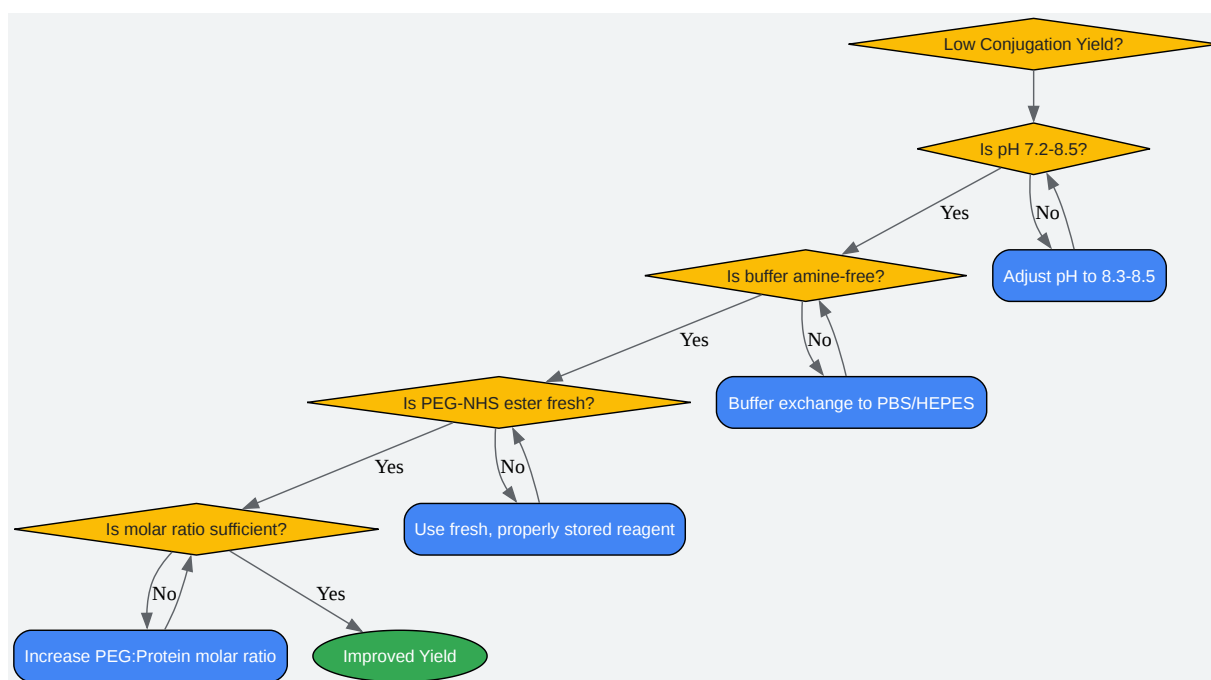 Low Conjugation Yield?
Is pH 7.2-8.5?
Yes
No
Is buffer amine-free?
Adjust pH to 8.3-8.5
Yes
No
Is PEG-NHS ester fresh?
Buffer exchange to PBS/HEPES
Yes
No
Is molar ratio sufficient?
Use fresh, properly stored reagent
No
Yes
Increase PEG:Protein molar ratio
Improved Yield